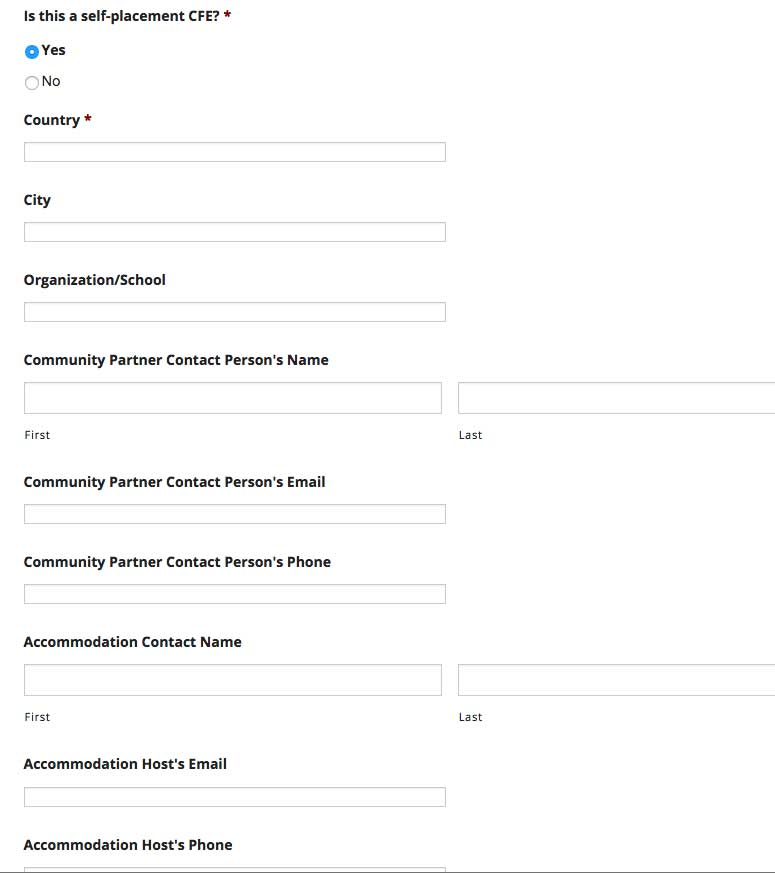 Is this a self-placement CFE? *
Yes
No
Country *
City
Organization/School
Community Partner Contact Person's Name
First Last
Community Partner Contact Person's Email
Community Partner Contact Person's Phone
Accommodation Contact Name
First Last
Accommodation Host's Email
Accommodation Host's Phone